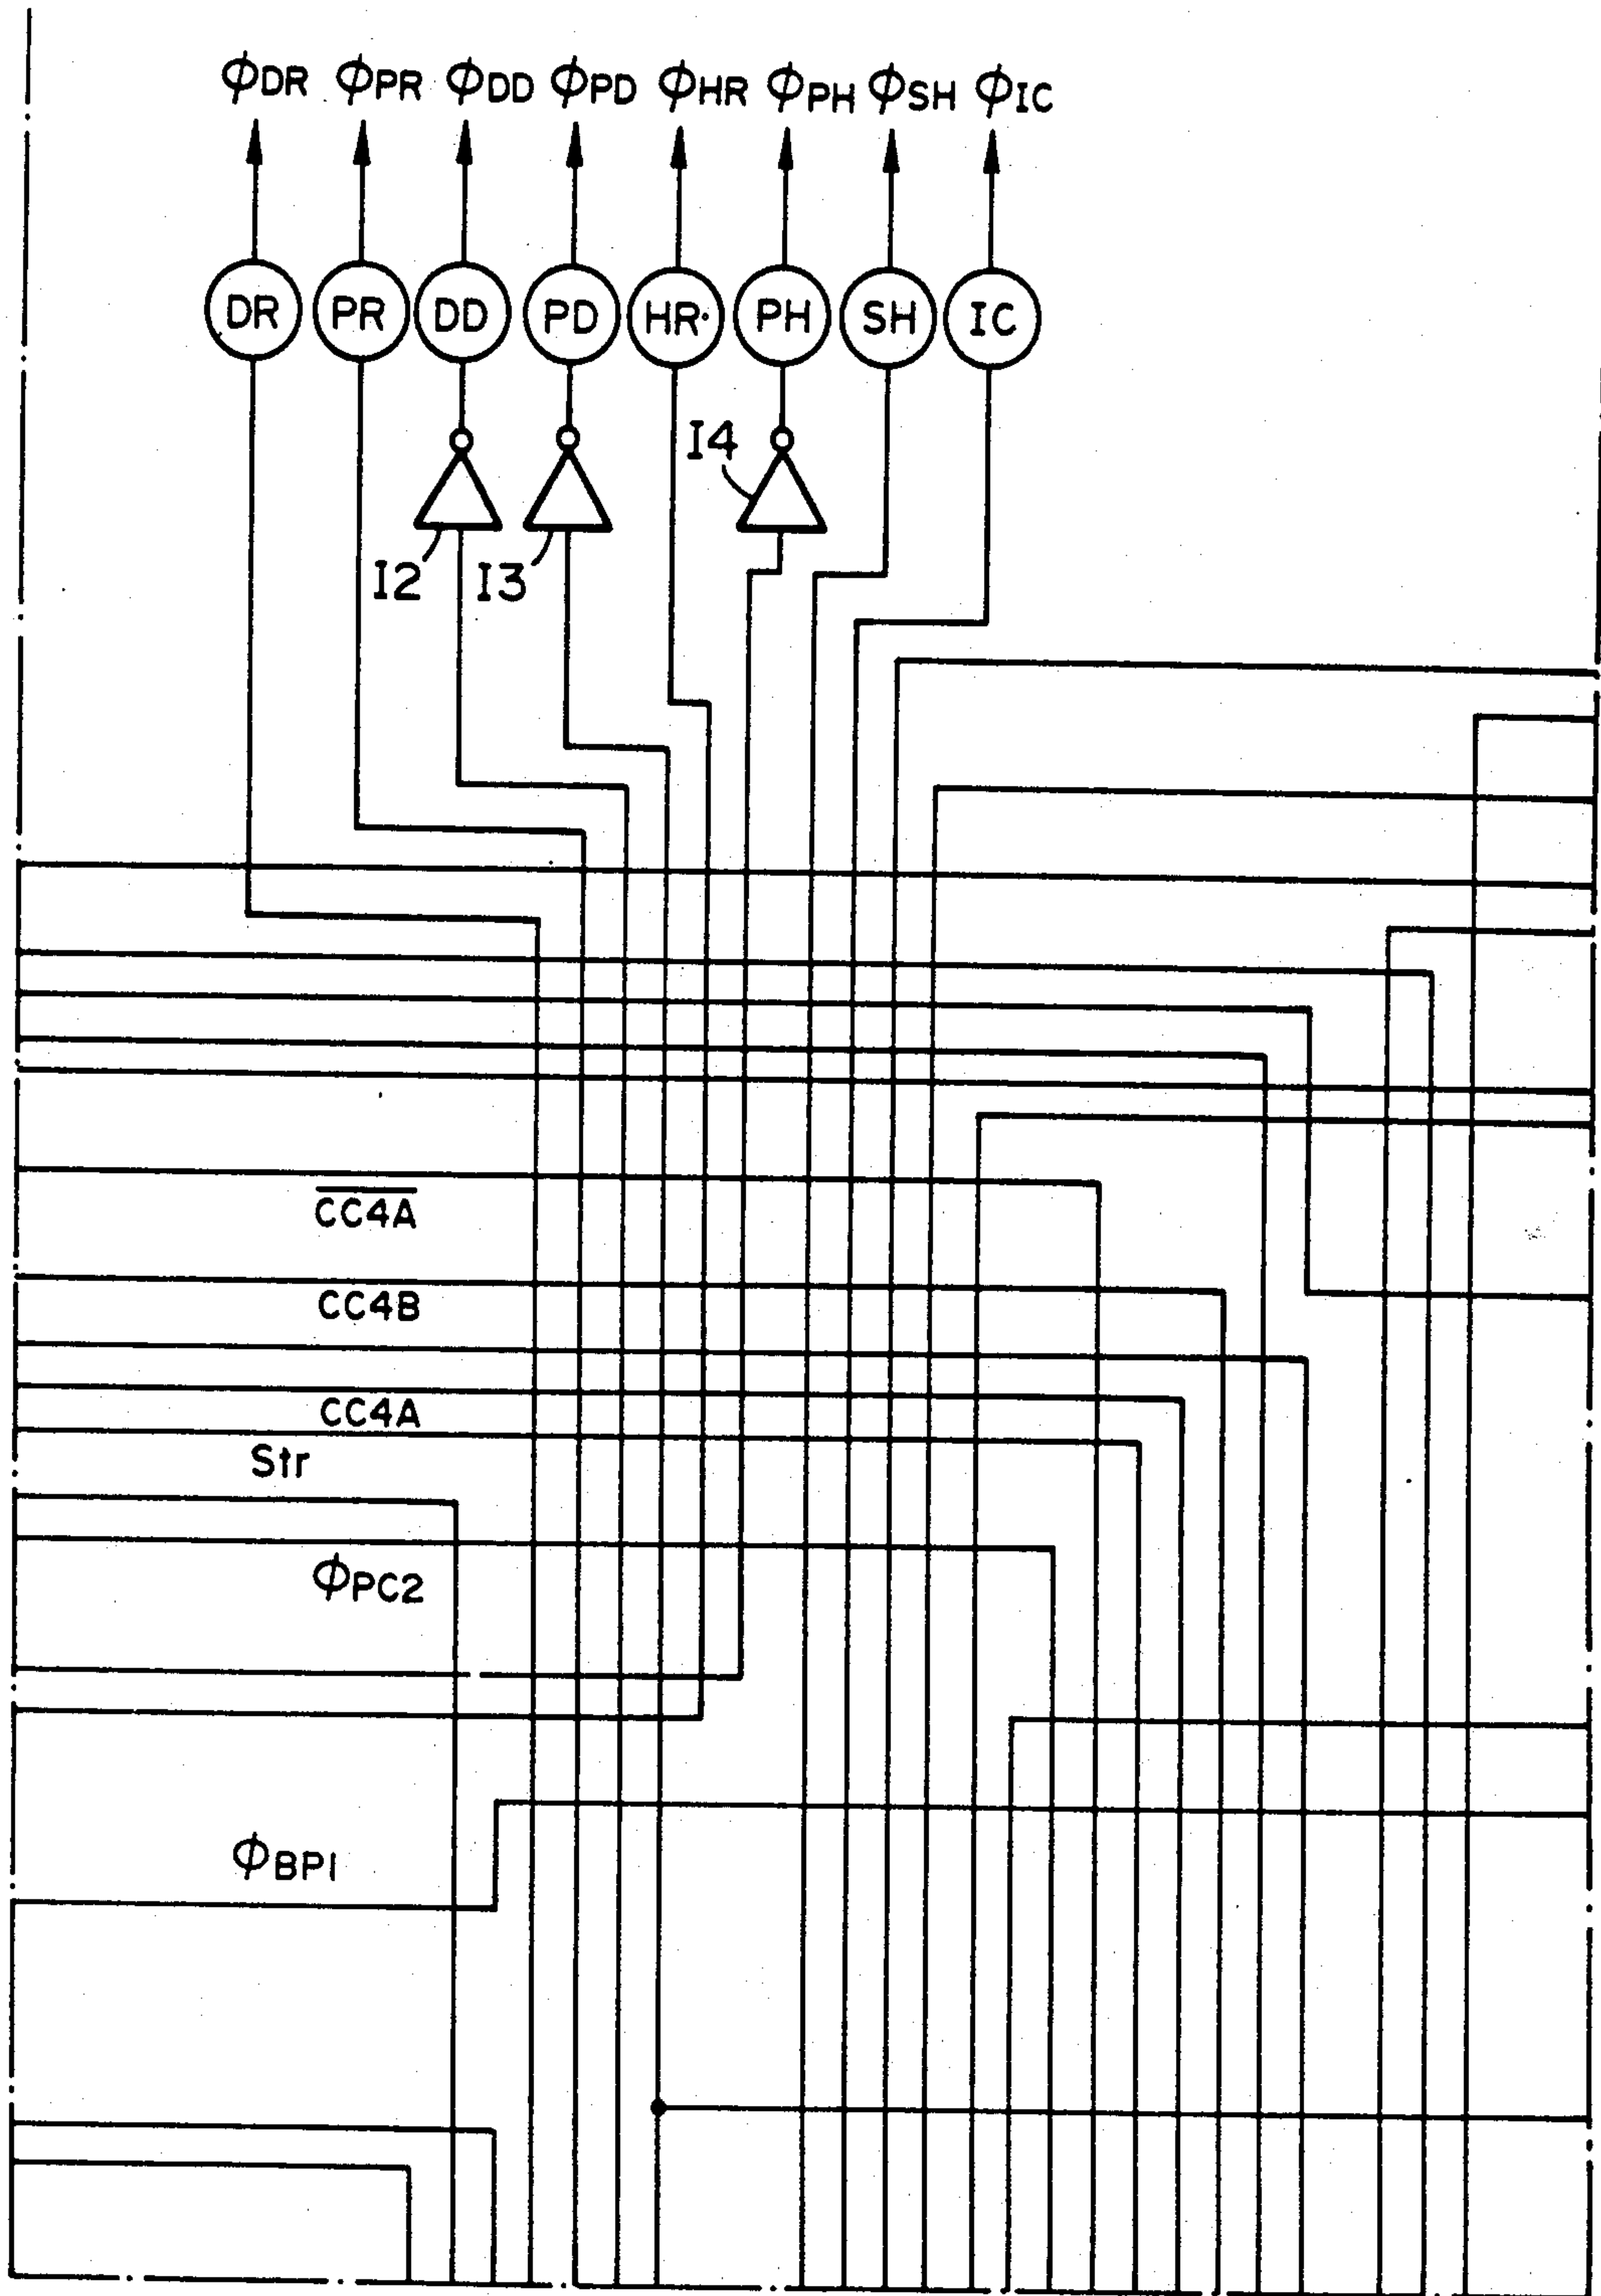 ϕDR ϕPR ϕDD ϕPD ϕHR ϕPH ϕSH ϕIC
DR PR DD PD HR PH SH IC
I4
I2 I3
C̅C̅4̅A̅
CC4B
CC4A
Str
ϕPC2
ϕBP1